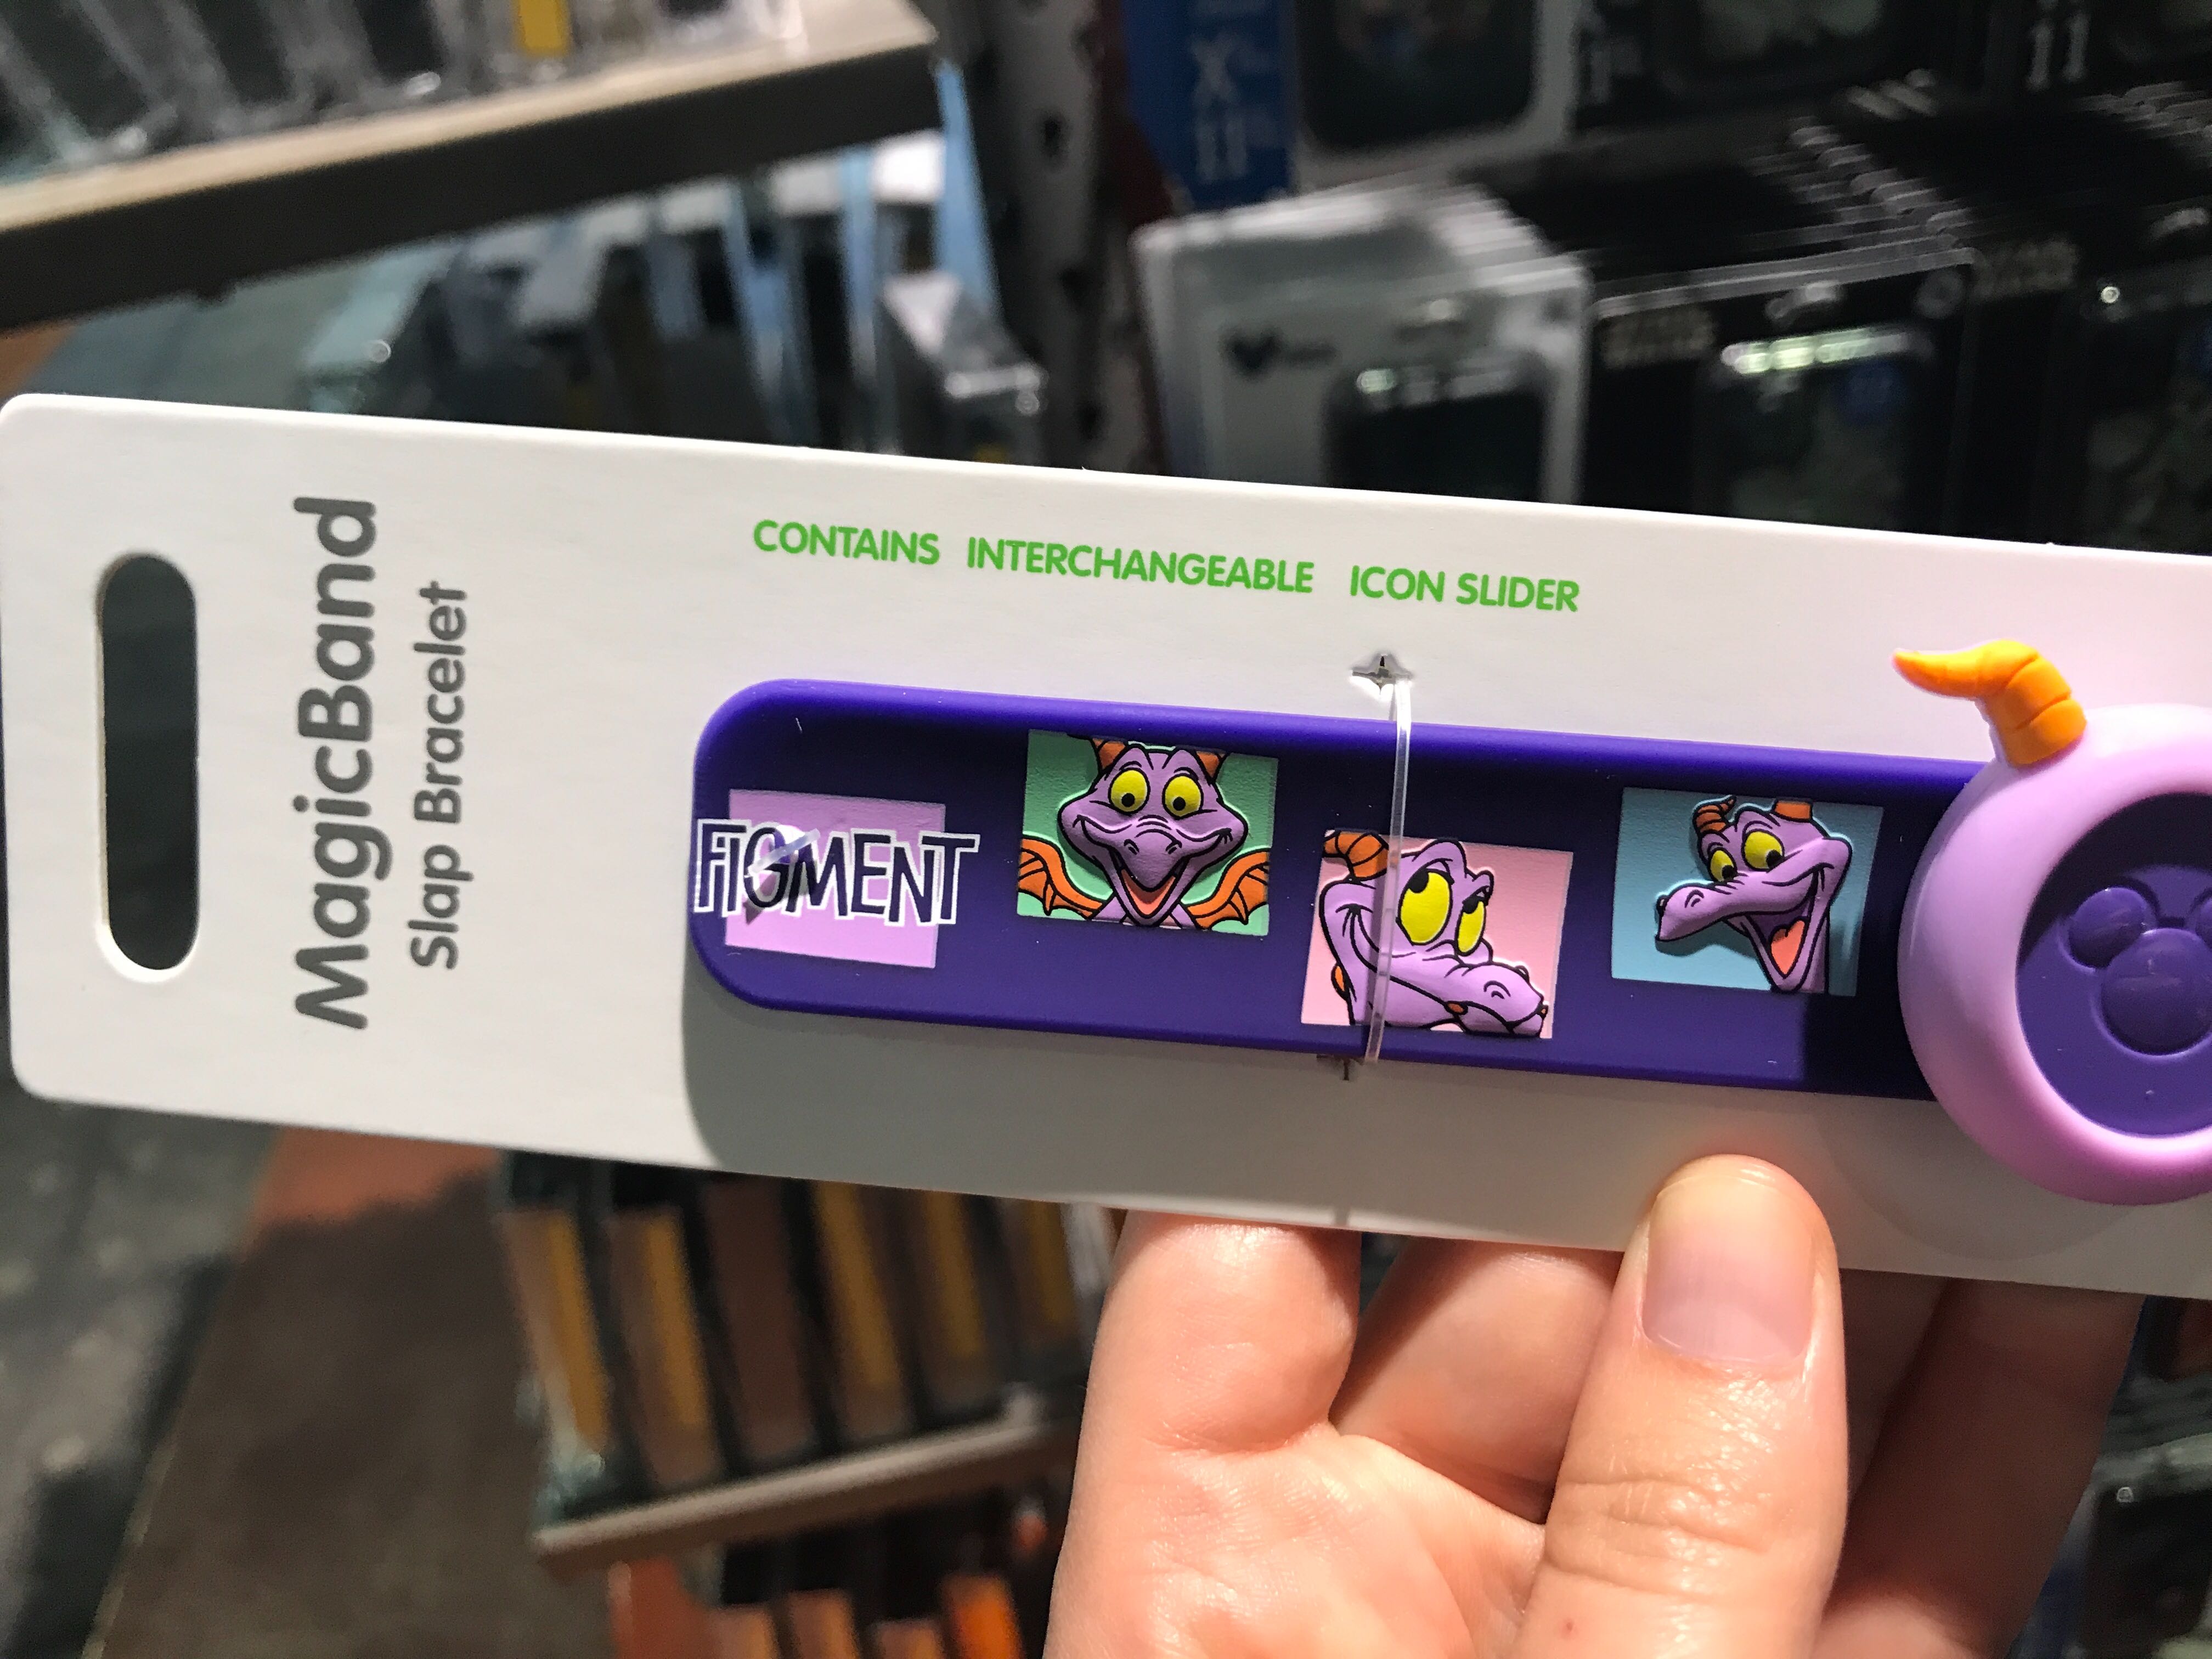 MagicBand
Slap Bracelet
CONTAINS INTERCHANGEABLE ICON SLIDER
FIGMENT